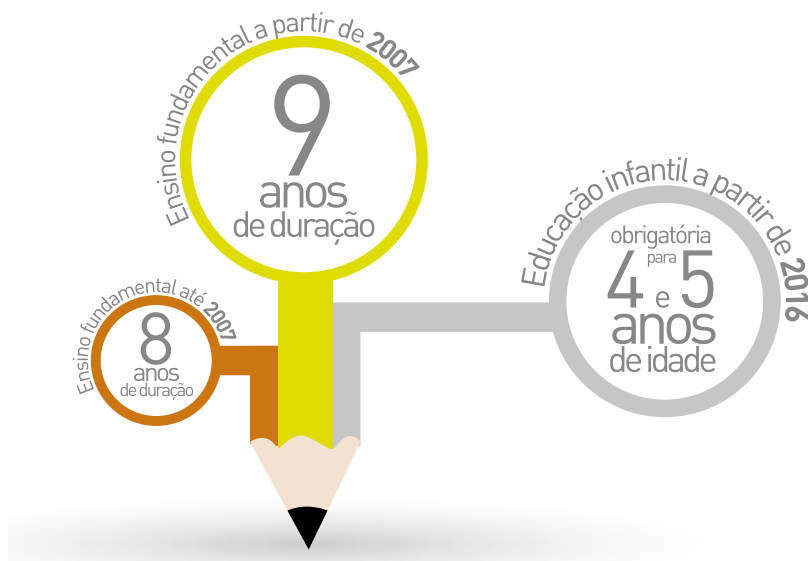 Ensino fundamental até 2007
8
anos
de duração
Ensino fundamental a partir de 2007
9
anos
de duração
Educação infantil a partir de 2016
obrigatória
para
4 e 5
anos
de idade